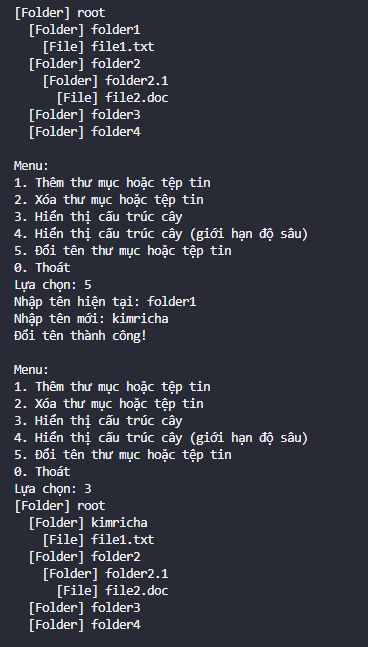 [Folder] root
[Folder] folder1
[File] file1.txt
[Folder] folder2
[Folder] folder2.1
[File] file2.doc
[Folder] folder3
[Folder] folder4
Menu:
1. Thêm thư mục hoặc tệp tin
2. Xóa thư mục hoặc tệp tin
3. Hiển thị cấu trúc cây
4. Hiển thị cấu trúc cây (giới hạn độ sâu)
5. Đổi tên thư mục hoặc tệp tin
0. Thoát
Lựa chọn: 5
Nhập tên hiện tại: folder1
Nhập tên mới: kimricha
Đổi tên thành công!
Menu:
1. Thêm thư mục hoặc tệp tin
2. Xóa thư mục hoặc tệp tin
3. Hiển thị cấu trúc cây
4. Hiển thị cấu trúc cây (giới hạn độ sâu)
5. Đổi tên thư mục hoặc tệp tin
0. Thoát
Lựa chọn: 3
[Folder] root
[Folder] kimricha
[File] file1.txt
[Folder] folder2
[Folder] folder2.1
[File] file2.doc
[Folder] folder3
[Folder] folder4